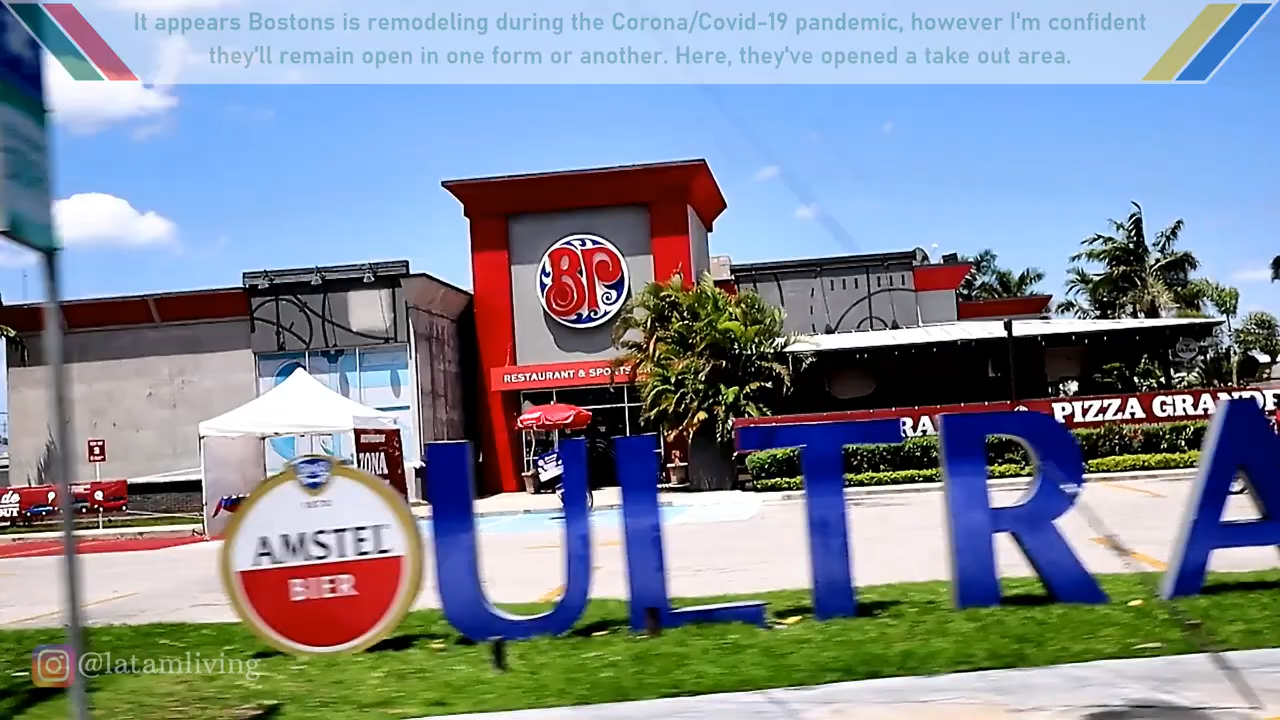 It appears Bostons is remodeling during the Corona/Covid-19 pandemic, however I'm confident
they'll remain open in one form or another. Here, they've opened a take out area.
BP
RESTAURANT & SPORTS
PIZZA GRANDE
ZONA
de
AMSTEL
BIER
ULTRA
@latamliving